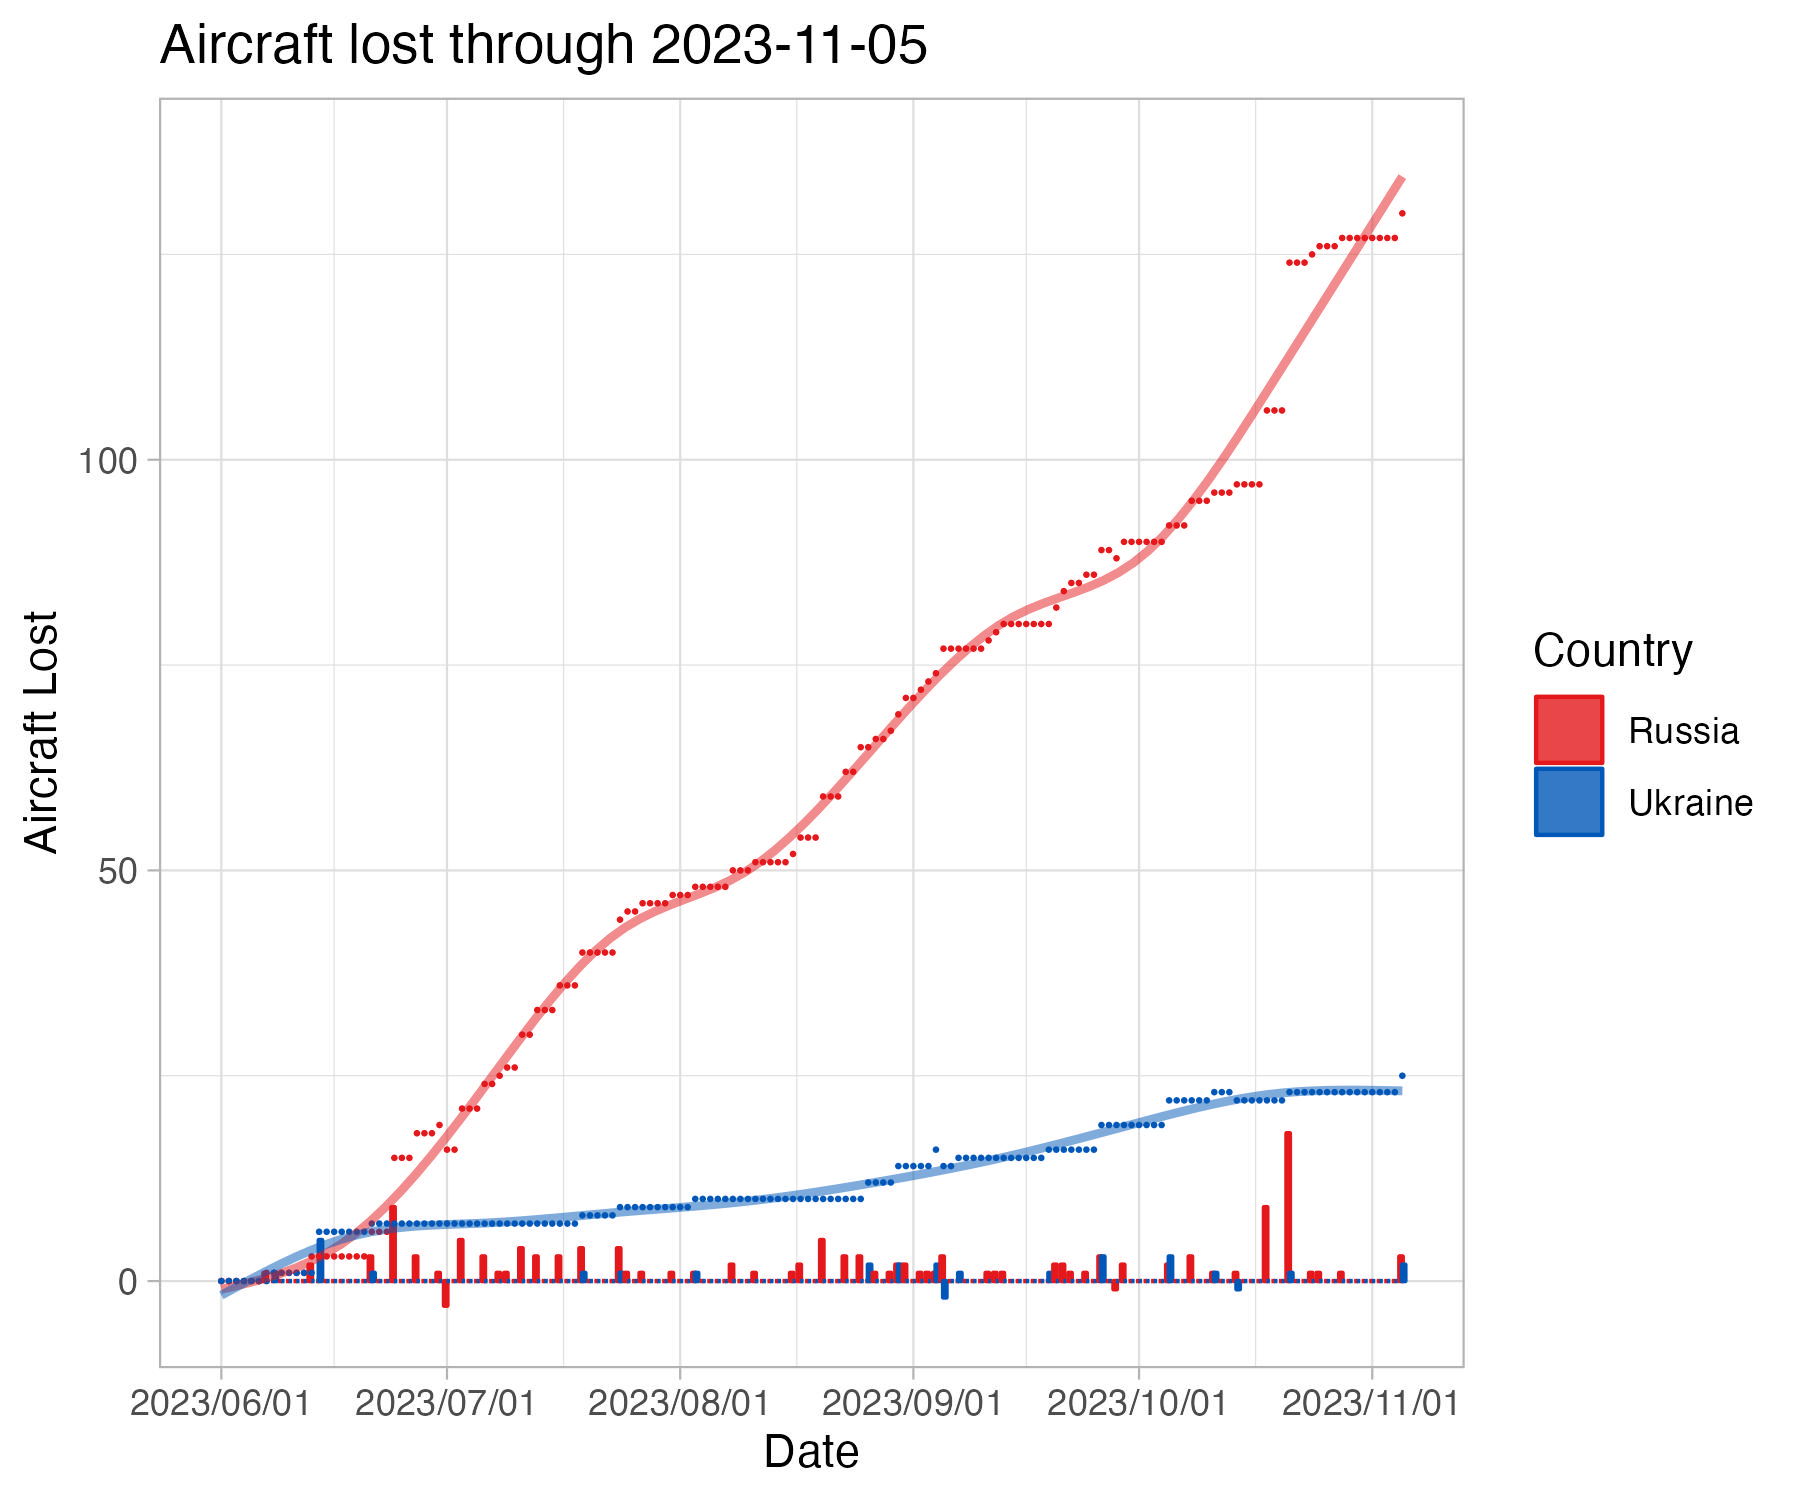 Aircraft lost through 2023-11-05
Aircraft Lost
100
50
0
2023/06/01
2023/07/01
2023/08/01
2023/09/01
2023/10/01
2023/11/01
Date
Country
Russia
Ukraine